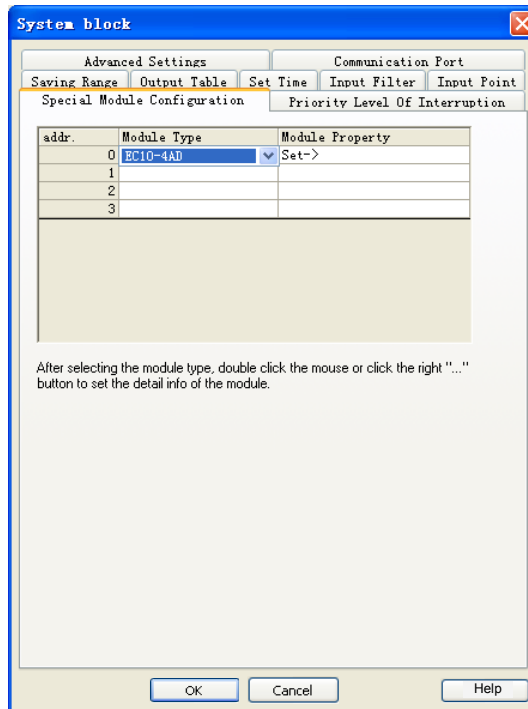 System block
Advanced Settings Communication Port
Saving Range Output Table Set Time Input Filter Input Point
Special Module Configuration Priority Level Of Interruption
addr. Module Type Module Property
0 EC10-4AD Set->
1
2
3
After selecting the module type, double click the mouse or click the right "..."
button to set the detail info of the module.
OK Cancel Help